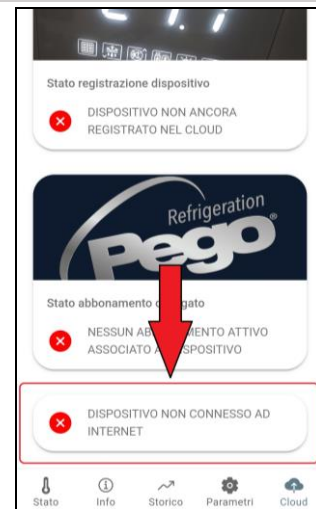 Stato registrazione dispositivo
DISPOSITIVO NON ANCORA
REGISTRATO NEL CLOUD
Refrigeration
Pego®
Stato abbonamento
NESSUN
ASSOCIATO
DISPOSITIVO NON CONNESSO AD
INTERNET
Stato Info Storico Parametri Cloud